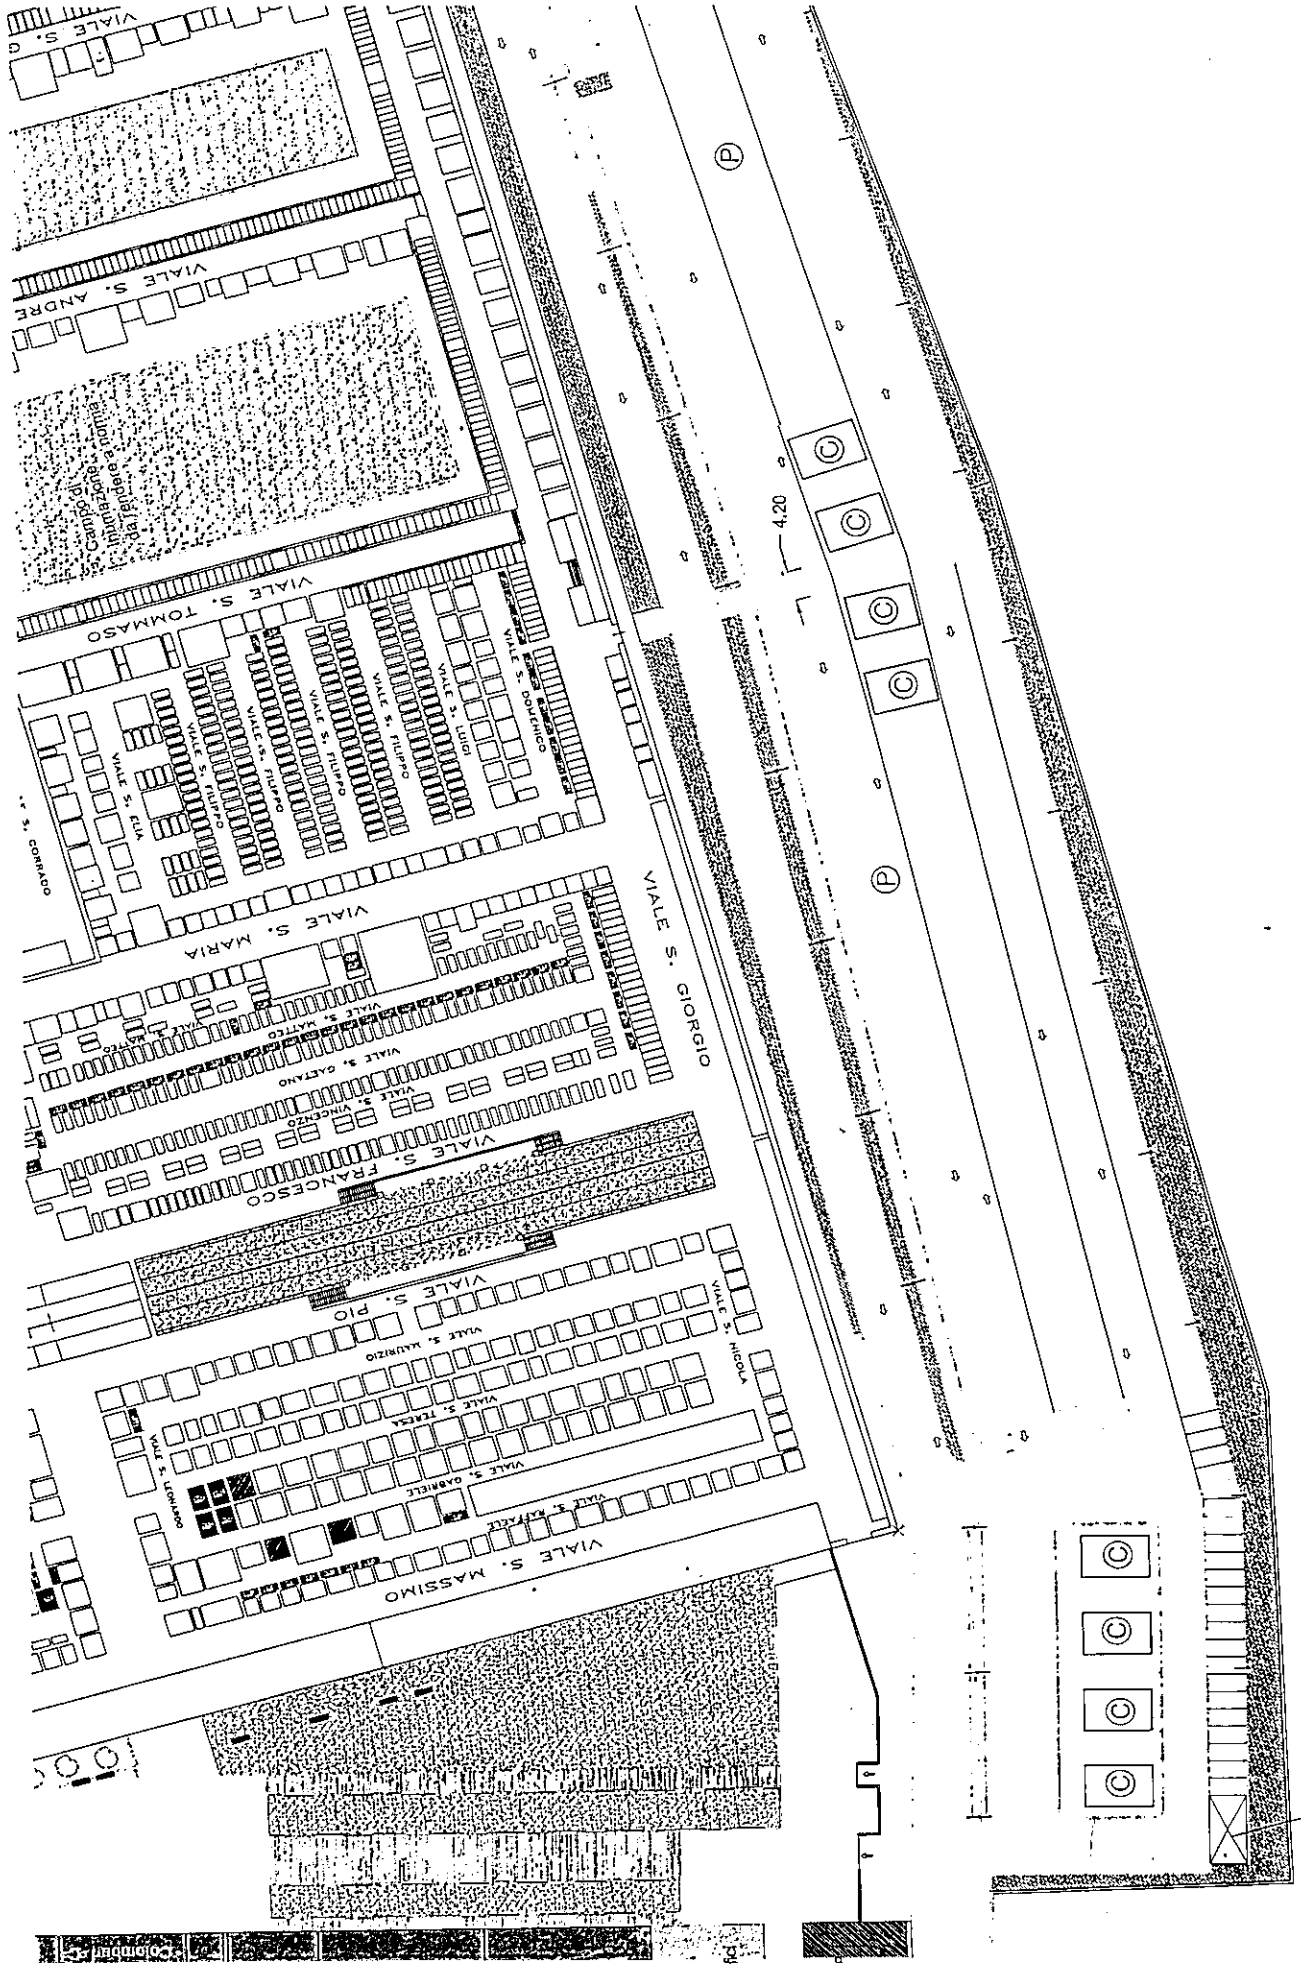 VIALE S. G
P
VIALE S. ANDRE
Campo di
inumazione
da rendere a norma
C
C
4.20
C
C
VIALE S. TOMMASO
VIALE S. DOMENICO
VIALE S. LUIGI
VIALE S. FILIPPO
VIALE S. FILIPPO
VIALE S. FILIPPO
VIALE S. FILIPPO
VIALE S. ELIA
S. CORRADO
P
VIALE S. MARIA
VIALE S. GIORGIO
VIALE S. MATTEO
VIALE S. MATTEO
VIALE S. GAETANO
VIALE S. VINCENZO
VIALE S. FRANCESCO
VIALE S. PIO
VIALE S. MAURIZIO
VIALE S. NICOLA
VIALE S. TERESA
VIALE S. LEONARDO
VIALE S. GABRIELE
VIALE S. RAFFAELE
VIALE S. MASSIMO
C
C
C
C